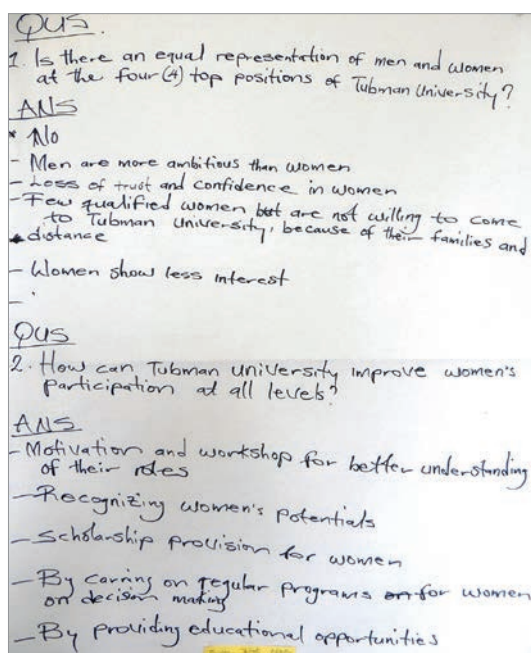 QUS.
1. Is there an equal representation of men and women
at the four (4) top positions of Tubman University?
ANS
* No
- Men are more ambitious than women
- Loss of trust and confidence in women
- Few qualified women but are not willing to come
to Tubman University, because of their families and
distance
- Women show less interest
-
QUS
2. How can Tubman University improve women's
participation at all levels?
ANS
- Motivation and workshop for better understanding
of their roles
- Recognizing women's potentials
- Scholarship provision for women
- By carring on regular programs for women
on decision making
- By providing educational opportunities